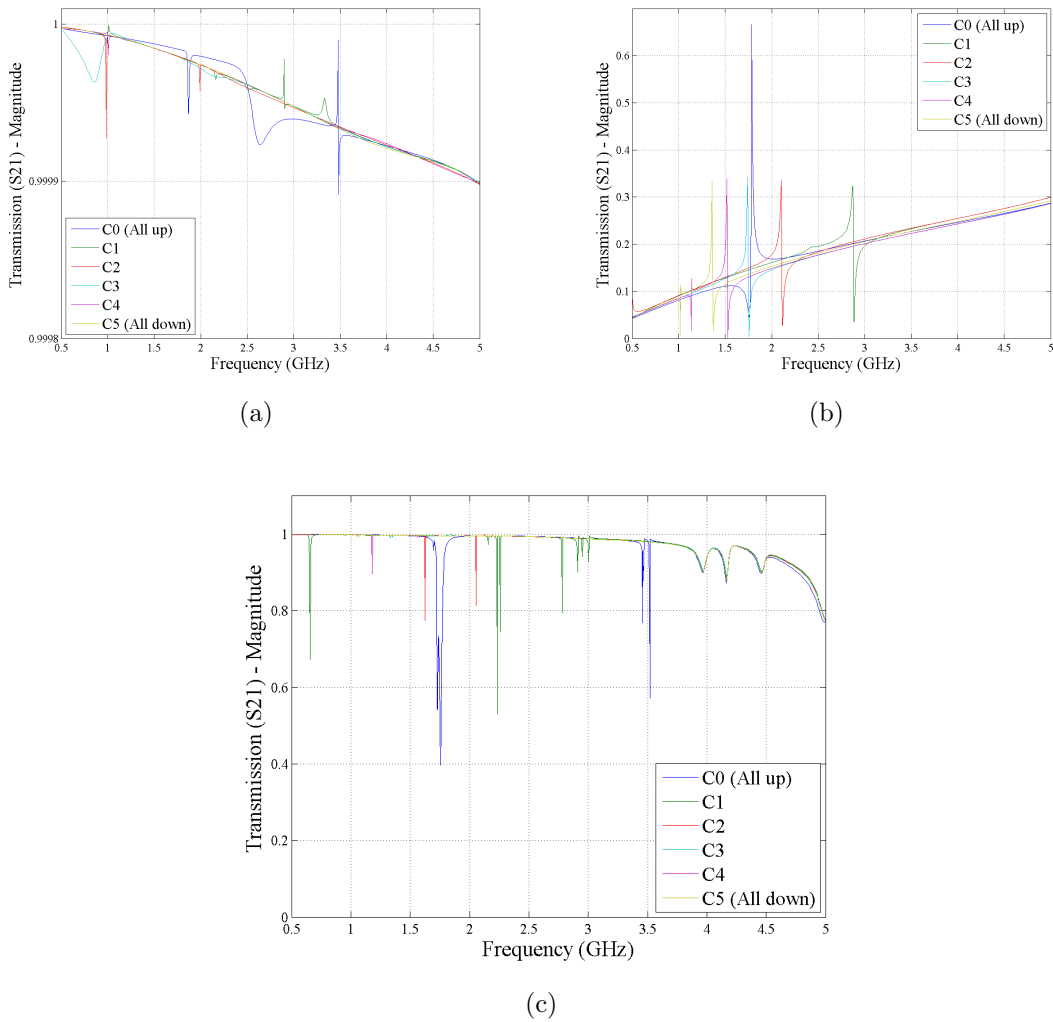 Transmission (S21) - Magnitude
1
0.9999
0.9998
C0 (All up)
C1
C2
C3
C4
C5 (All down)
0.5 1 1.5 2 2.5 3 3.5 4 4.5 5
Frequency (GHz)
(a)
Transmission (S21) - Magnitude
0.6
0.5
0.4
0.3
0.2
0.1
0
C0 (All up)
C1
C2
C3
C4
C5 (All down)
0.5 1 1.5 2 2.5 3 3.5 4 4.5 5
Frequency (GHz)
(b)
Transmission (S21) - Magnitude
1
0.8
0.6
0.4
0.2
0
C0 (All up)
C1
C2
C3
C4
C5 (All down)
0.5 1 1.5 2 2.5 3 3.5 4 4.5 5
Frequency (GHz)
(c)